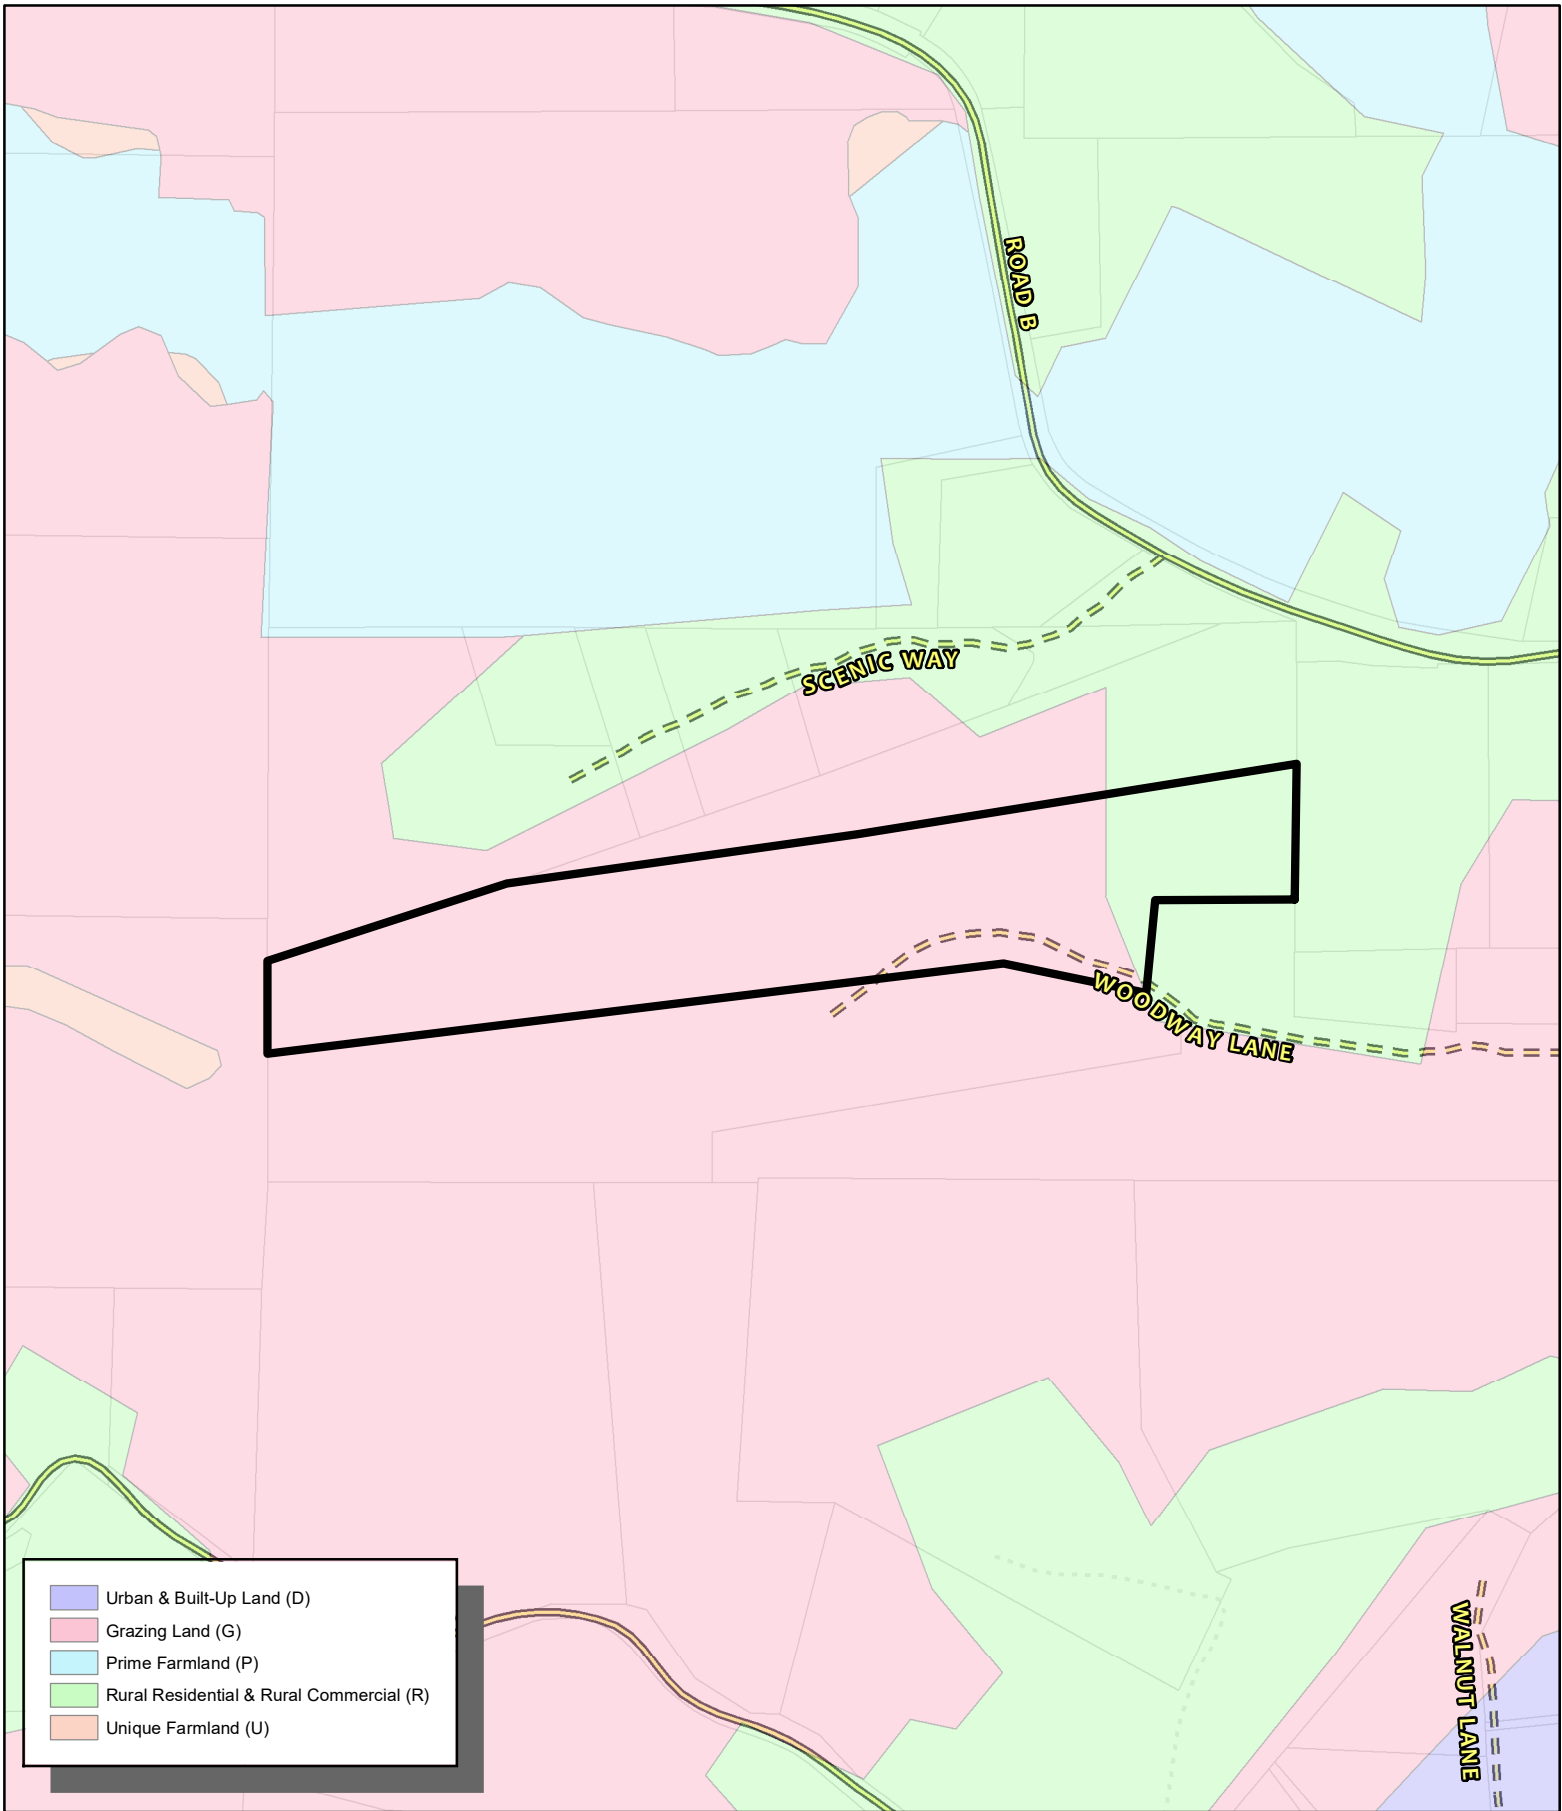 ROAD B
SCENIC WAY
WOODWAY LANE
WALNUT LANE
Urban & Built-Up Land (D)
Grazing Land (G)
Prime Farmland (P)
Rural Residential & Rural Commercial (R)
Unique Farmland (U)